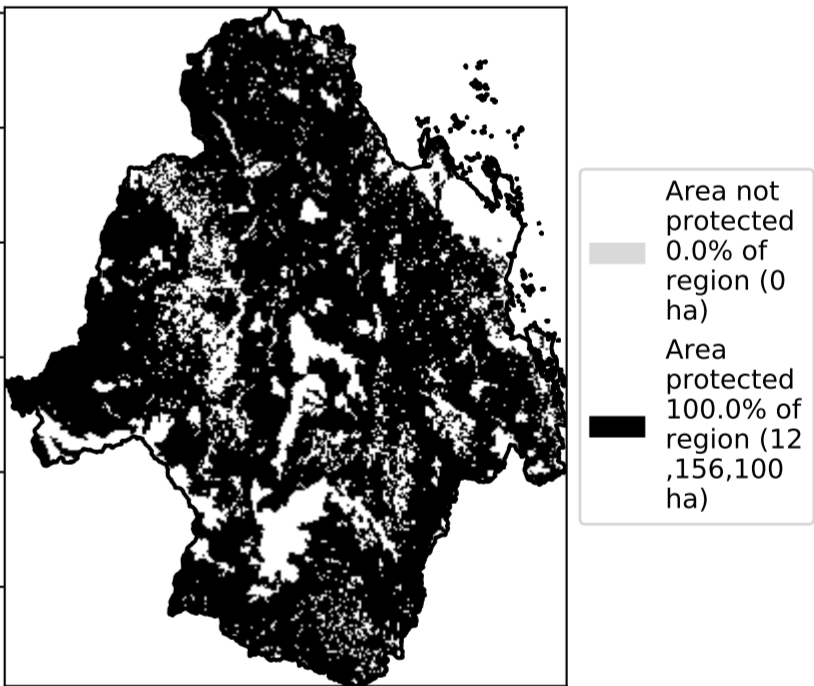 Area not
protected
0.0% of
region (0
ha)
Area
protected
100.0% of
region (12
,156,100
ha)